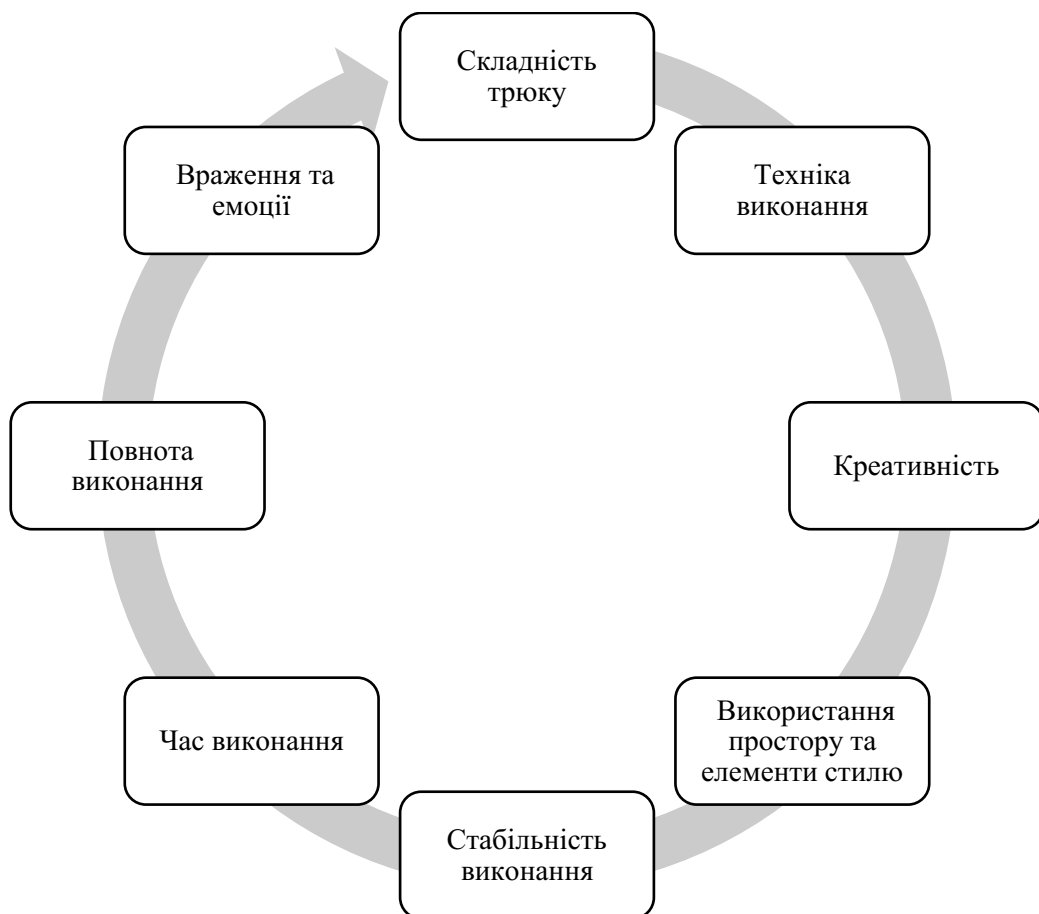 Складність
трюку
Техніка
виконання
Креативність
Використання
простору та
елементи стилю
Стабільність
виконання
Час виконання
Повнота
виконання
Враження та
емоції